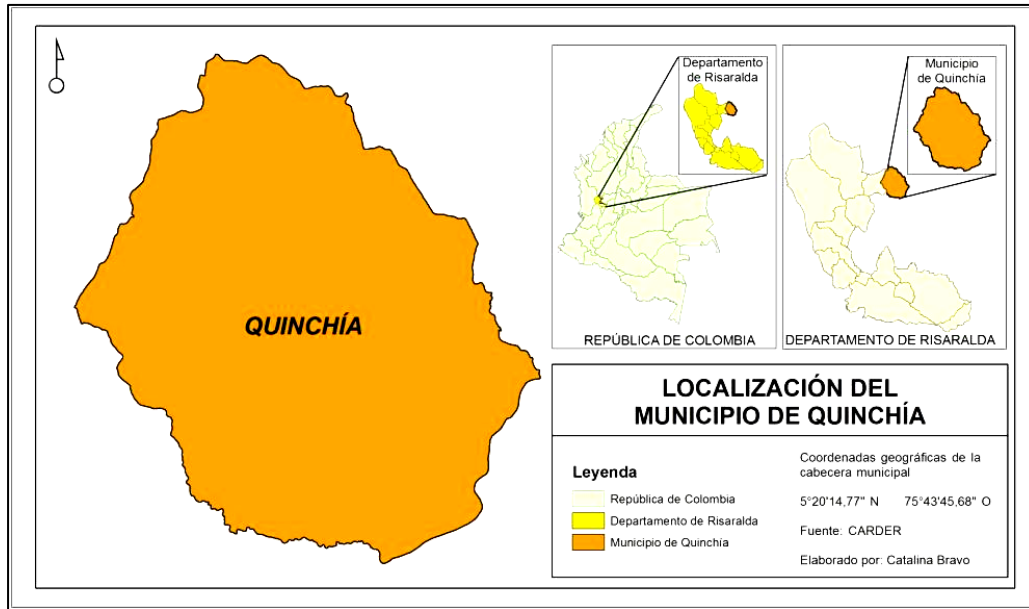 QUINCHÍA
Departamento
de Risaralda
REPÚBLICA DE COLOMBIA
Municipio
de Quinchía
DEPARTAMENTO DE RISARALDA
LOCALIZACIÓN DEL
MUNICIPIO DE QUINCHÍA
Leyenda
República de Colombia
Departamento de Risaralda
Municipio de Quinchía
Coordenadas geográficas de la
cabecera municipal
5°20'14,77" N 75°43'45,68" O
Fuente: CARDER
Elaborado por: Catalina Bravo